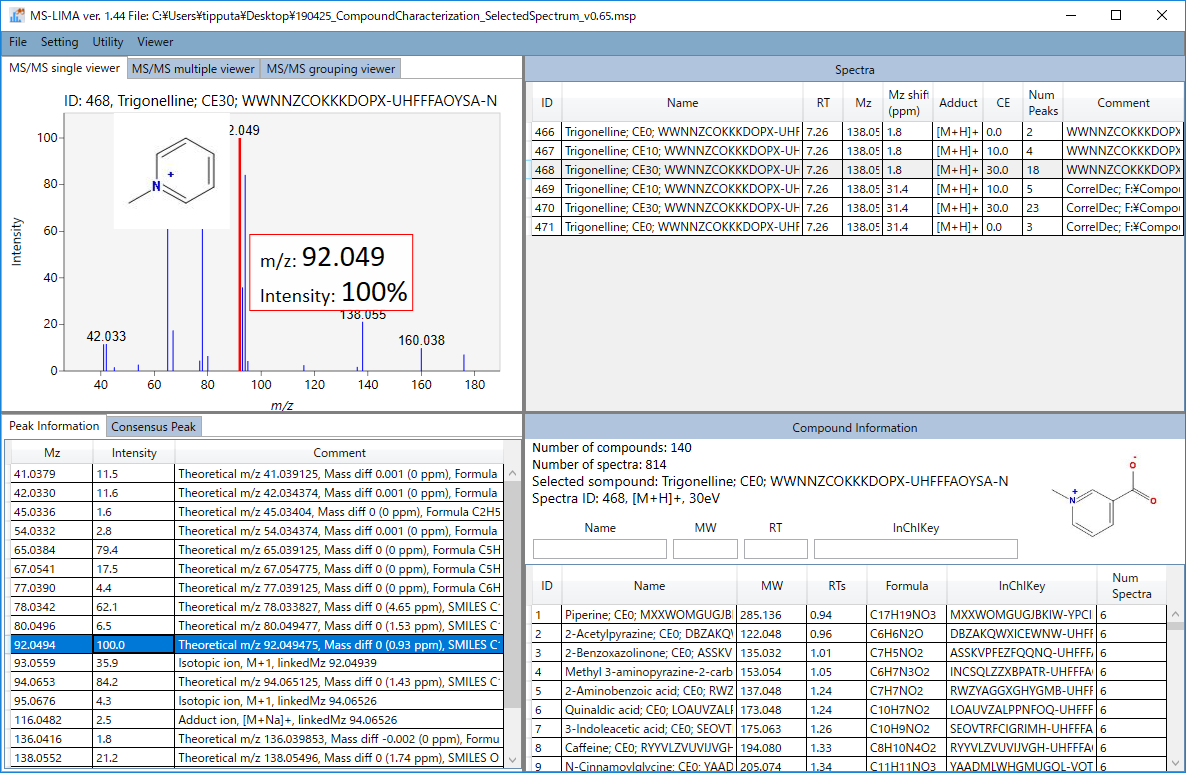 MS-LIMA ver. 1.44 File: C:¥Users¥tipputa¥Desktop¥190425_CompoundCharacterization_SelectedSpectrum_v0.65.msp
File Setting Utility Viewer
MS/MS single viewer MS/MS multiple viewer MS/MS grouping viewer
ID: 468, Trigonelline; CE30; WWNNZCOKKKDOPX-UHFFFAOYSA-N
Intensity
100
80
60
40
20
0
2.049
N
+
m/z: 92.049
Intensity: 100%
42.033
138.055
160.038
40 60 80 100 120 140 160 180
m/z
Spectra
ID Name RT Mz Mz shift (ppm) Adduct CE Num Peaks Comment
466 Trigonelline; CE0; WWNNZCOKKKDOPX-UHF 7.26 138.05 1.8 [M+H]+ 0.0 2 WWNNZCOKKKDOPX
467 Trigonelline; CE10; WWNNZCOKKKDOPX-UH 7.26 138.05 1.8 [M+H]+ 10.0 4 WWNNZCOKKKDOPX
468 Trigonelline; CE30; WWNNZCOKKKDOPX-UH 7.26 138.05 1.8 [M+H]+ 30.0 18 WWNNZCOKKKDOPX
469 Trigonelline; CE10; WWNNZCOKKKDOPX-UH 7.26 138.05 31.4 [M+H]+ 10.0 5 CorrelDec; F:¥Compou
470 Trigonelline; CE30; WWNNZCOKKKDOPX-UH 7.26 138.05 31.4 [M+H]+ 30.0 23 CorrelDec; F:¥Compou
471 Trigonelline; CE0; WWNNZCOKKKDOPX-UHF 7.26 138.05 31.4 [M+H]+ 0.0 3 CorrelDec; F:¥Compou
Peak Information Consensus Peak
Mz Intensity Comment
41.0379 11.5 Theoretical m/z 41.039125, Mass diff 0.001 (0 ppm), Formula
42.0330 11.6 Theoretical m/z 42.034374, Mass diff 0.001 (0 ppm), Formula
45.0336 1.6 Theoretical m/z 45.03404, Mass diff 0 (0 ppm), Formula C2H5
54.0332 2.8 Theoretical m/z 54.034374, Mass diff 0.001 (0 ppm), Formula
65.0384 79.4 Theoretical m/z 65.039125, Mass diff 0 (0 ppm), Formula C5H
67.0541 17.5 Theoretical m/z 67.054775, Mass diff 0 (0 ppm), Formula C5H
77.0390 4.4 Theoretical m/z 77.039125, Mass diff 0 (0 ppm), Formula C6H
78.0342 62.1 Theoretical m/z 78.033827, Mass diff 0 (4.65 ppm), SMILES C
80.0496 6.5 Theoretical m/z 80.049477, Mass diff 0 (1.53 ppm), SMILES C
92.0494 100.0 Theoretical m/z 92.049475, Mass diff 0 (0.93 ppm), SMILES C
93.0559 35.9 Isotopic ion, M+1, linkedMz 92.04939
94.0653 84.2 Theoretical m/z 94.065125, Mass diff 0 (1.43 ppm), SMILES C
95.0676 4.3 Isotopic ion, M+1, linkedMz 94.06526
116.0482 2.5 Adduct ion, [M+Na]+, linkedMz 94.06526
136.0416 1.8 Theoretical m/z 136.039853, Mass diff -0.002 (0 ppm), Formu
138.0552 21.2 Theoretical m/z 138.05496, Mass diff 0 (1.74 ppm), SMILES O
Compound Information
Number of compounds: 140
Number of spectra: 814
Selected sompound: Trigonelline; CE0; WWNNZCOKKKDOPX-UHFFFAOYSA-N
Spectra ID: 468, [M+H]+, 30eV
N
+
O
-
O
Name MW RT InChIKey
ID Name MW RTs Formula InChIKey Num Spectra
1 Piperine; CE0; MXXWOMGUGJBI 285.136 0.94 C17H19NO3 MXXWOMGUGJBKIW-YPCI 6
2 2-Acetylpyrazine; CE0; DBZAKQV 122.048 0.96 C6H6N2O DBZAKQWXICEWNW-UHFF 6
3 2-Benzoxazolinone; CE0; ASSKV 135.032 1.01 C7H5NO2 ASSKVPFEZFQQNQ-UHFFF 6
4 Methyl 3-aminopyrazine-2-carb 153.054 1.05 C6H7N3O2 INCSQLZZXBPATR-UHFFFA 6
5 2-Aminobenzoic acid; CE0; RWZ 137.048 1.24 C7H7NO2 RWZYAGGXGHYGMB-UHF 6
6 Quinaldic acid; CE0; LOAUVZAL 173.048 1.24 C10H7NO2 LOAUVZALPPNFOQ-UHFFF 6
7 3-Indoleacetic acid; CE0; SEOVT 175.063 1.26 C10H9NO2 SEOVTRFCIGRIMH-UHFFFA 6
8 Caffeine; CE0; RYYVLZVUVIJVGH 194.080 1.33 C8H10N4O2 RYYVLZVUVIJVGH-UHFFFA 6
9 N-Cinnamoylglycine; CE0; YAAD 205.074 1.34 C11H11NO3 YAADMLWHGMUGOL-VOT 6